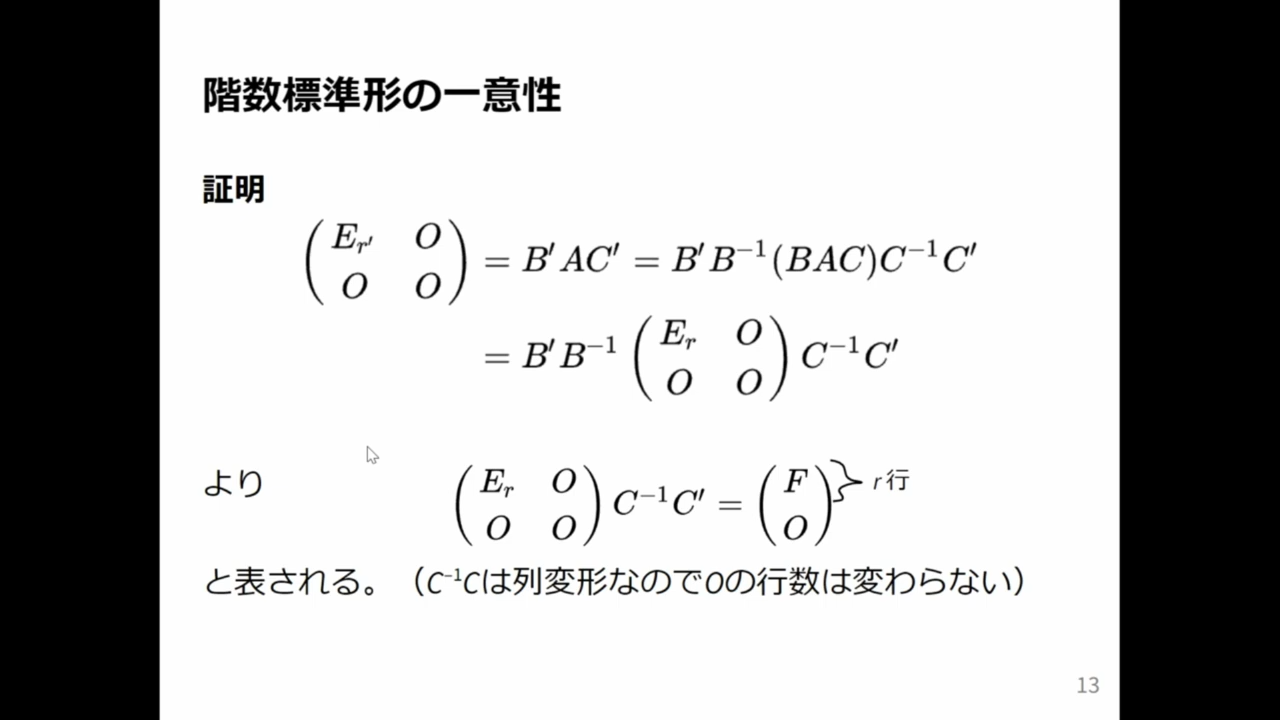 階数標準形の一意性
証明
\begin{pmatrix} E_{r'} & O \\ O & O \end{pmatrix} = B'AC' = B'B^{-1}(BAC)C^{-1}C'
= B'B^{-1} \begin{pmatrix} E_r & O \\ O & O \end{pmatrix} C^{-1}C'
より \begin{pmatrix} E_r & O \\ O & O \end{pmatrix} C^{-1}C' = \begin{pmatrix} F \\ O \end{pmatrix} } r 行
と表される。（C⁻¹Cは列変形なのでOの行数は変わらない）
13